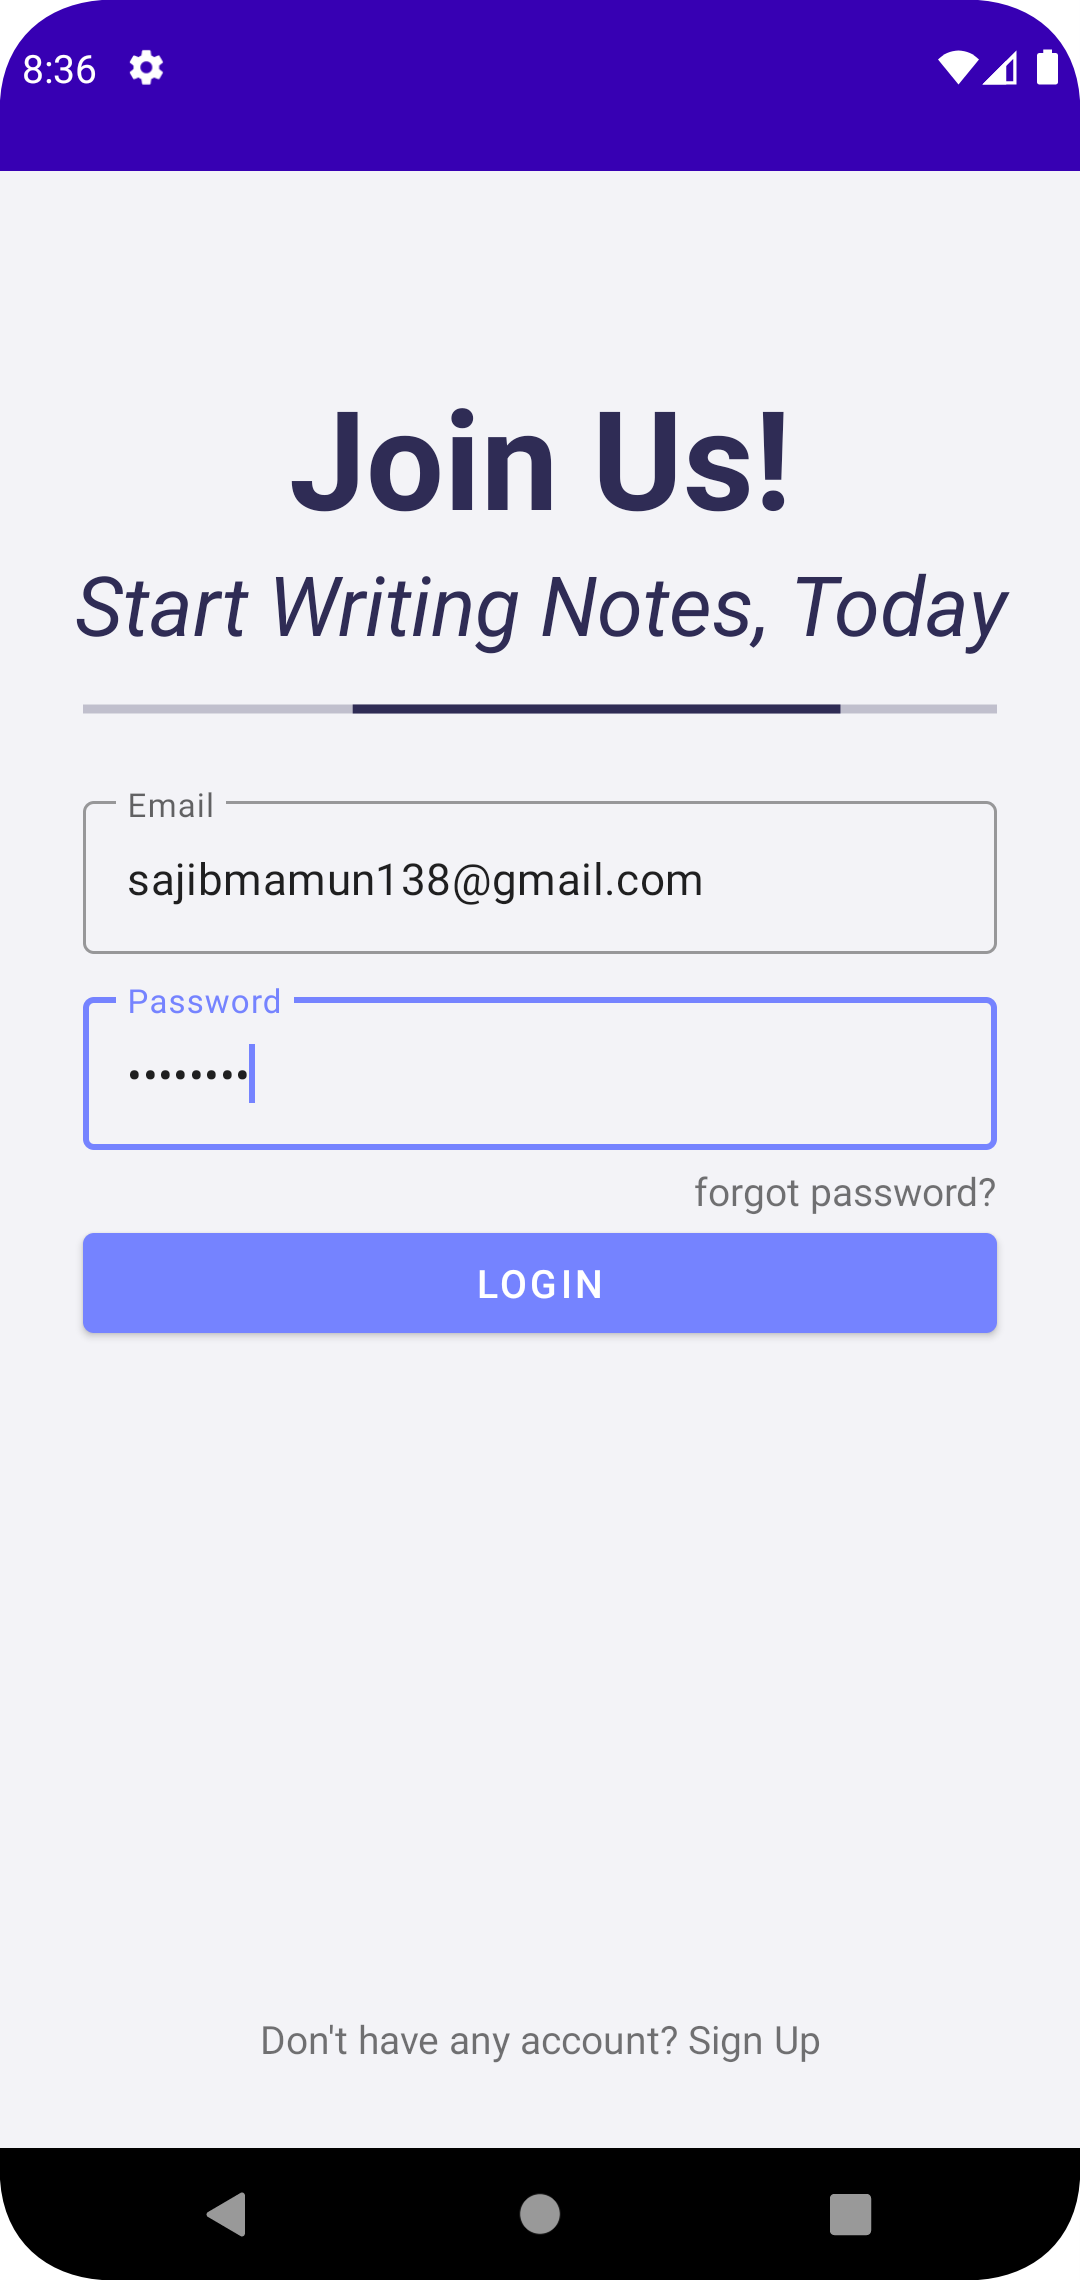 8:36
Join Us!
Start Writing Notes, Today
Email
sajibmamun138@gmail.com
Password
••••••••
forgot password?
LOGIN
Don't have any account? Sign Up